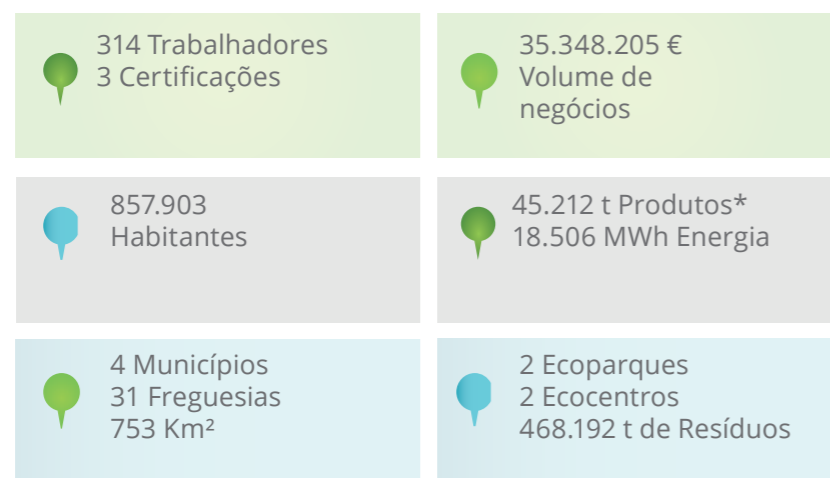 314 Trabalhadores
3 Certificações
35.348.205 €
Volume de
negócios
857.903
Habitantes
45.212 t Produtos*
18.506 MWh Energia
4 Municípios
31 Freguesias
753 Km²
2 Ecoparques
2 Ecocentros
468.192 t de Resíduos